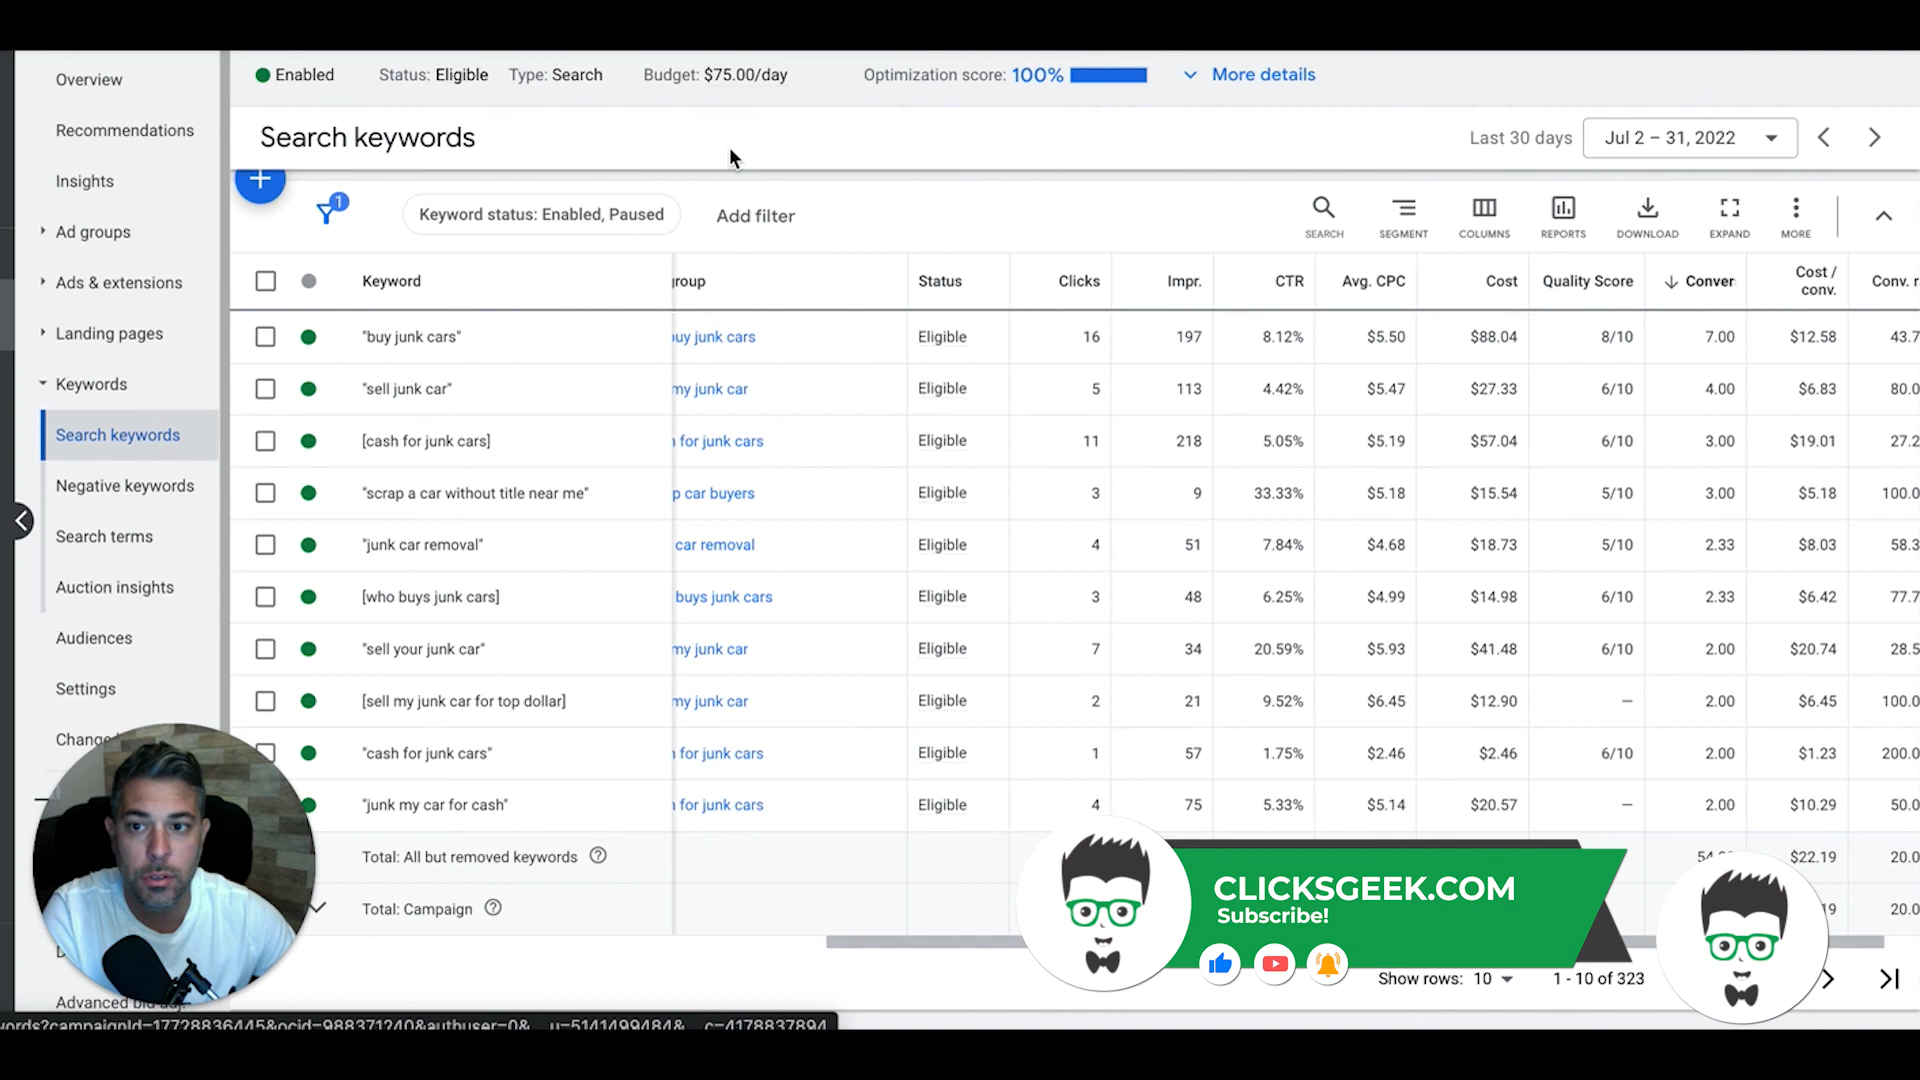 Overview
Recommendations
Insights
Ad groups
Ads & extensions
Landing pages
Keywords
Search keywords
Negative keywords
Search terms
Auction insights
Audiences
Settings
Enabled Status: Eligible Type: Search Budget: $75.00/day Optimization score: 100% More details
Search keywords Last 30 days Jul 2 – 31, 2022
1 Keyword status: Enabled, Paused Add filter
SEARCH SEGMENT COLUMNS REPORTS DOWNLOAD EXPAND MORE
Keyword group Status Clicks Impr. CTR Avg. CPC Cost Quality Score Conver Cost / conv. Conv. r
"buy junk cars" buy junk cars Eligible 16 197 8.12% $5.50 $88.04 8/10 7.00 $12.58 43.7
"sell junk car" my junk car Eligible 5 113 4.42% $5.47 $27.33 6/10 4.00 $6.83 80.0
[cash for junk cars] for junk cars Eligible 11 218 5.05% $5.19 $57.04 6/10 3.00 $19.01 27.2
"scrap a car without title near me" p car buyers Eligible 3 9 33.33% $5.18 $15.54 5/10 3.00 $5.18 100.0
"junk car removal" car removal Eligible 4 51 7.84% $4.68 $18.73 5/10 2.33 $8.03 58.3
[who buys junk cars] buys junk cars Eligible 3 48 6.25% $4.99 $14.98 6/10 2.33 $6.42 77.7
"sell your junk car" my junk car Eligible 7 34 20.59% $5.93 $41.48 6/10 2.00 $20.74 28.5
[sell my junk car for top dollar] my junk car Eligible 2 21 9.52% $6.45 $12.90 – 2.00 $6.45 100.0
"cash for junk cars" for junk cars Eligible 1 57 1.75% $2.46 $2.46 6/10 2.00 $1.23 200.0
"junk my car for cash" for junk cars Eligible 4 75 5.33% $5.14 $20.57 – 2.00 $10.29 50.0
Total: All but removed keywords $22.19 20.0
Total: Campaign 20.0
CLICKSGEEK.COM
Subscribe!
Show rows: 10 1 - 10 of 323